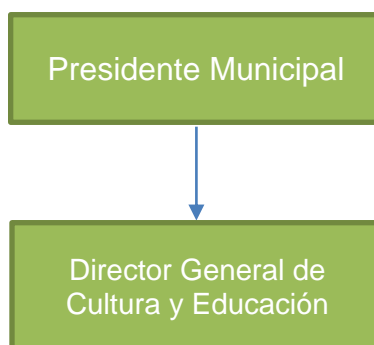 Presidente Municipal
Director General de
Cultura y Educación